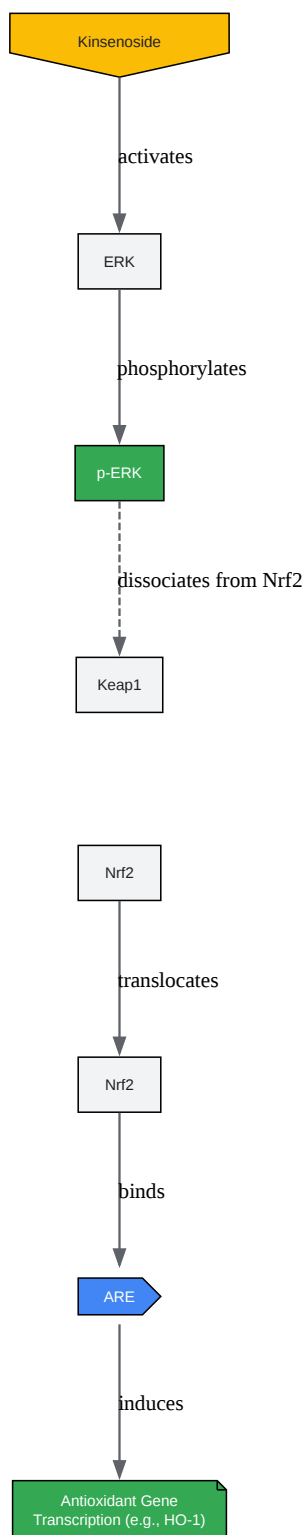 Kinsenoside
activates
ERK
phosphorylates
p-ERK
dissociates from Nrf2
Keap1
Nrf2
translocates
Nrf2
binds
ARE
induces
Antioxidant Gene
Transcription (e.g., HO-1)